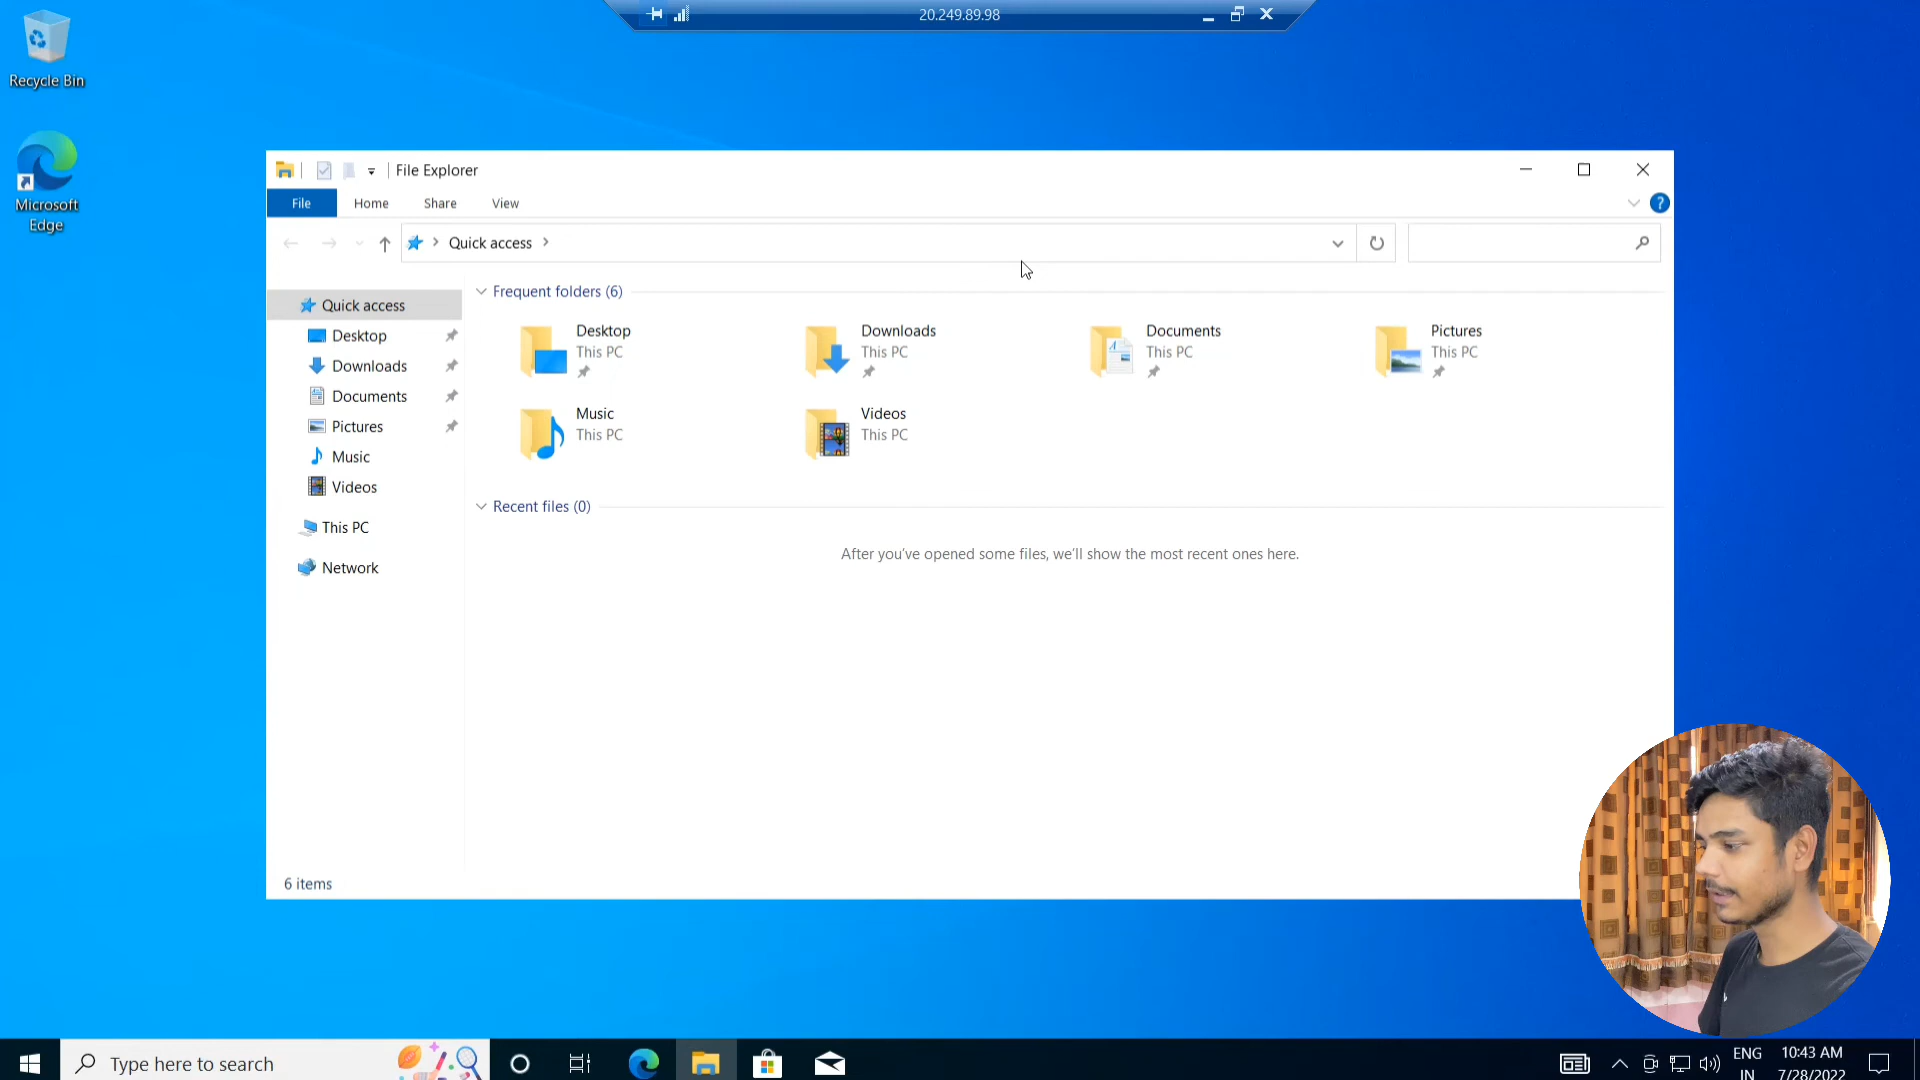 20.249.89.98
Recycle Bin
Microsoft
Edge
File Explorer
File Home Share View
?
Quick access
Quick access
Desktop
Downloads
Documents
Pictures
Music
Videos
This PC
Network
Frequent folders (6)
Desktop
This PC
Downloads
This PC
Documents
This PC
Pictures
This PC
Music
This PC
Videos
This PC
Recent files (0)
After you've opened some files, we'll show the most recent ones here.
6 items
Type here to search
ENG
IN
10:43 AM
7/28/2022